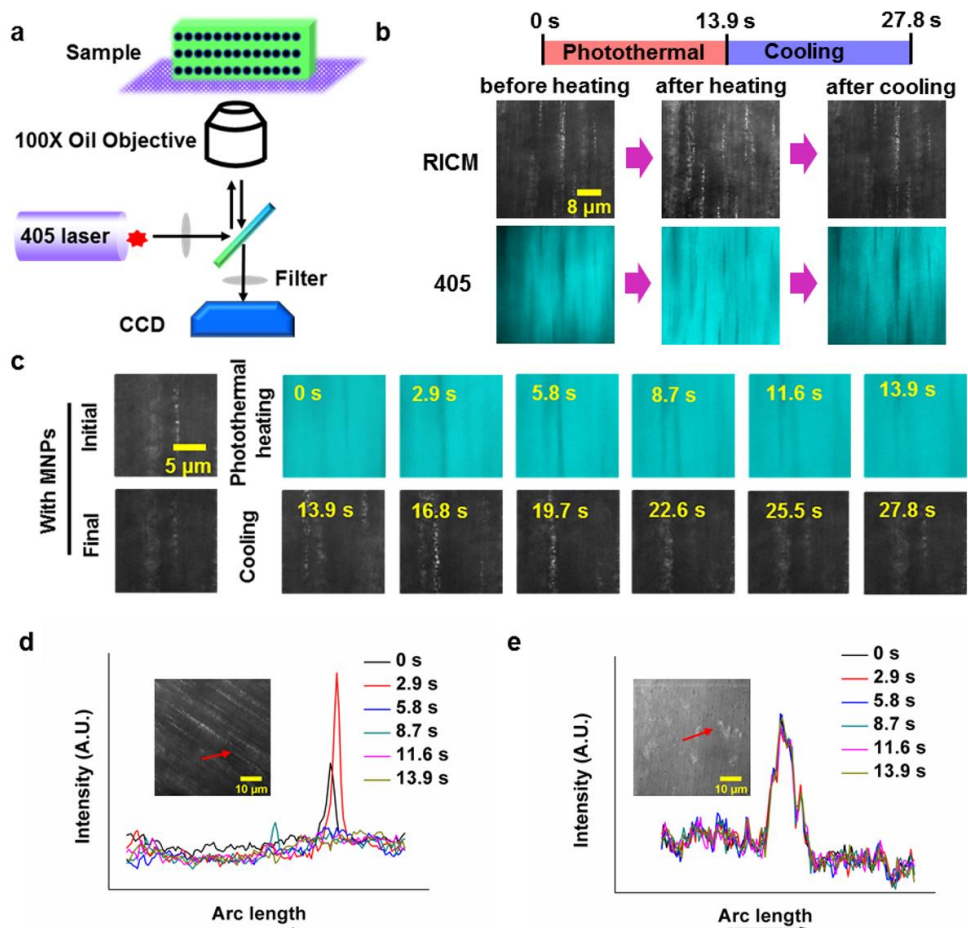 a
Sample
100X Oil Objective
405 laser
Filter
CCD
b
0 s
13.9 s
27.8 s
Photothermal
Cooling
before heating
after heating
after cooling
RICM
8 µm
405
c
With MNPs
Initial
5 µm
Final
Photothermal
heating
0 s
2.9 s
5.8 s
8.7 s
11.6 s
13.9 s
Cooling
13.9 s
16.8 s
19.7 s
22.6 s
25.5 s
27.8 s
d
Intensity (A.U.)
10 µm
0 s
2.9 s
5.8 s
8.7 s
11.6 s
13.9 s
Arc length
e
Intensity (A.U.)
10 µm
0 s
2.9 s
5.8 s
8.7 s
11.6 s
13.9 s
Arc length